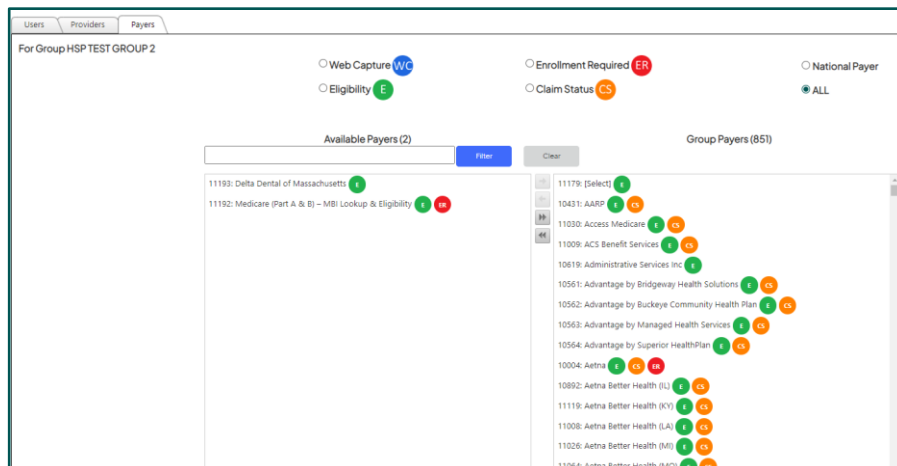 Users Providers Payers
For Group HSP TEST GROUP 2
Web Capture WC Enrollment Required ER National Payer
Eligibility E Claim Status CS ALL
Available Payers (2) Group Payers (851)
Filter Clear
11193: Delta Dental of Massachusetts E
11192: Medicare (Part A & B) – MBI Lookup & Eligibility E ER
11179: [Select] E
10431: AARP E CS
11030: Access Medicare E CS
11009: ACS Benefit Services E CS
10619: Administrative Services Inc E
10561: Advantage by Bridgeway Health Solutions E CS
10562: Advantage by Buckeye Community Health Plan E CS
10563: Advantage by Managed Health Services E CS
10564: Advantage by Superior HealthPlan E CS
10004: Aetna E CS ER
10892: Aetna Better Health (IL) E CS
11119: Aetna Better Health (KY) E CS
11008: Aetna Better Health (LA) E CS
11026: Aetna Better Health (MI) E CS
11064: Aetna Better Health (MO) E CS